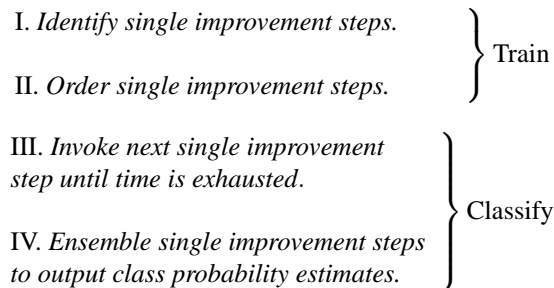 I. Identify single improvement steps.
II. Order single improvement steps.
Train
III. Invoke next single improvement
step until time is exhausted.
IV. Ensemble single improvement steps
to output class probability estimates.
Classify